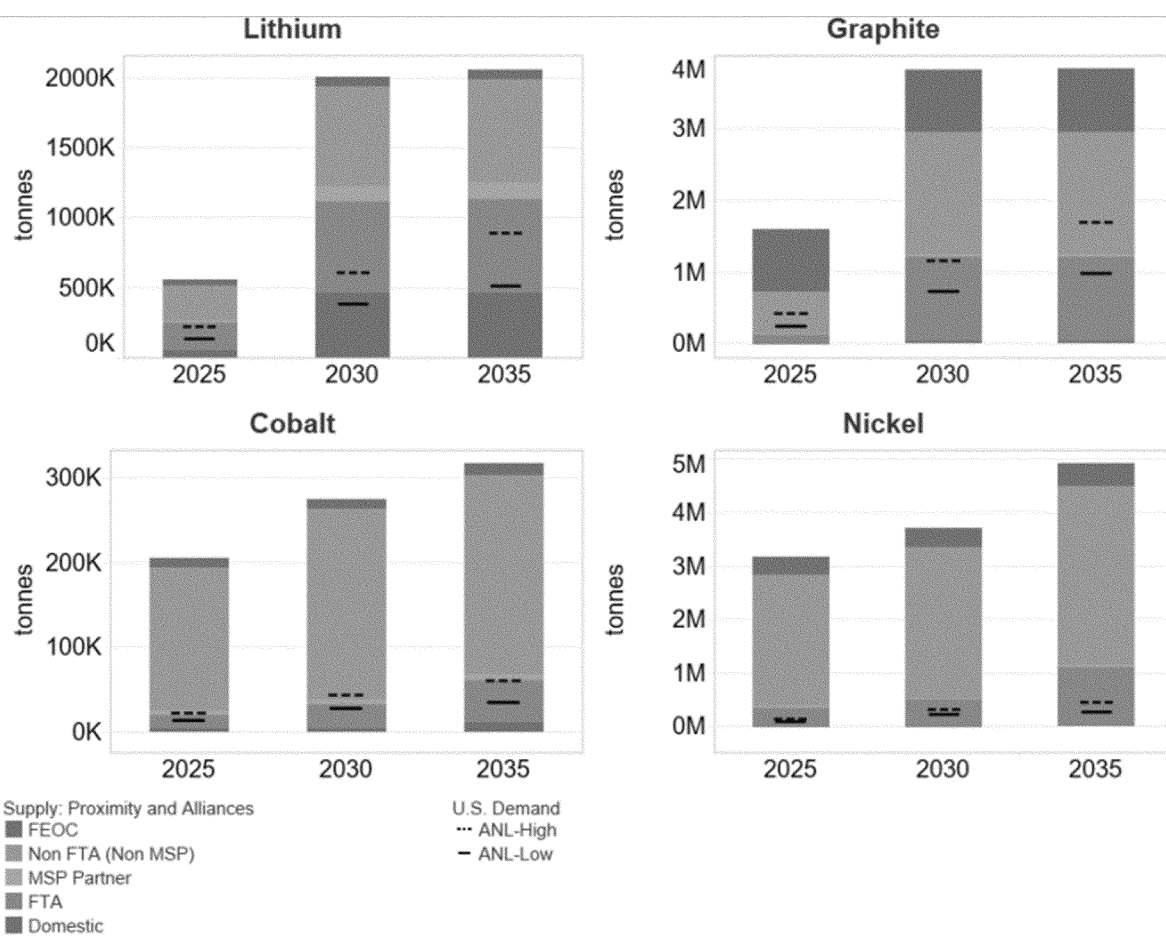 Lithium
2000K
1500K
1000K
500K
0K
tonnes
2025 2030 2035
Graphite
4M
3M
2M
1M
0M
tonnes
2025 2030 2035
Cobalt
300K
200K
100K
0K
tonnes
2025 2030 2035
Nickel
5M
4M
3M
2M
1M
0M
tonnes
2025 2030 2035
Supply: Proximity and Alliances
FEOC
Non FTA (Non MSP)
MSP Partner
FTA
Domestic
U.S. Demand
ANL-High
ANL-Low